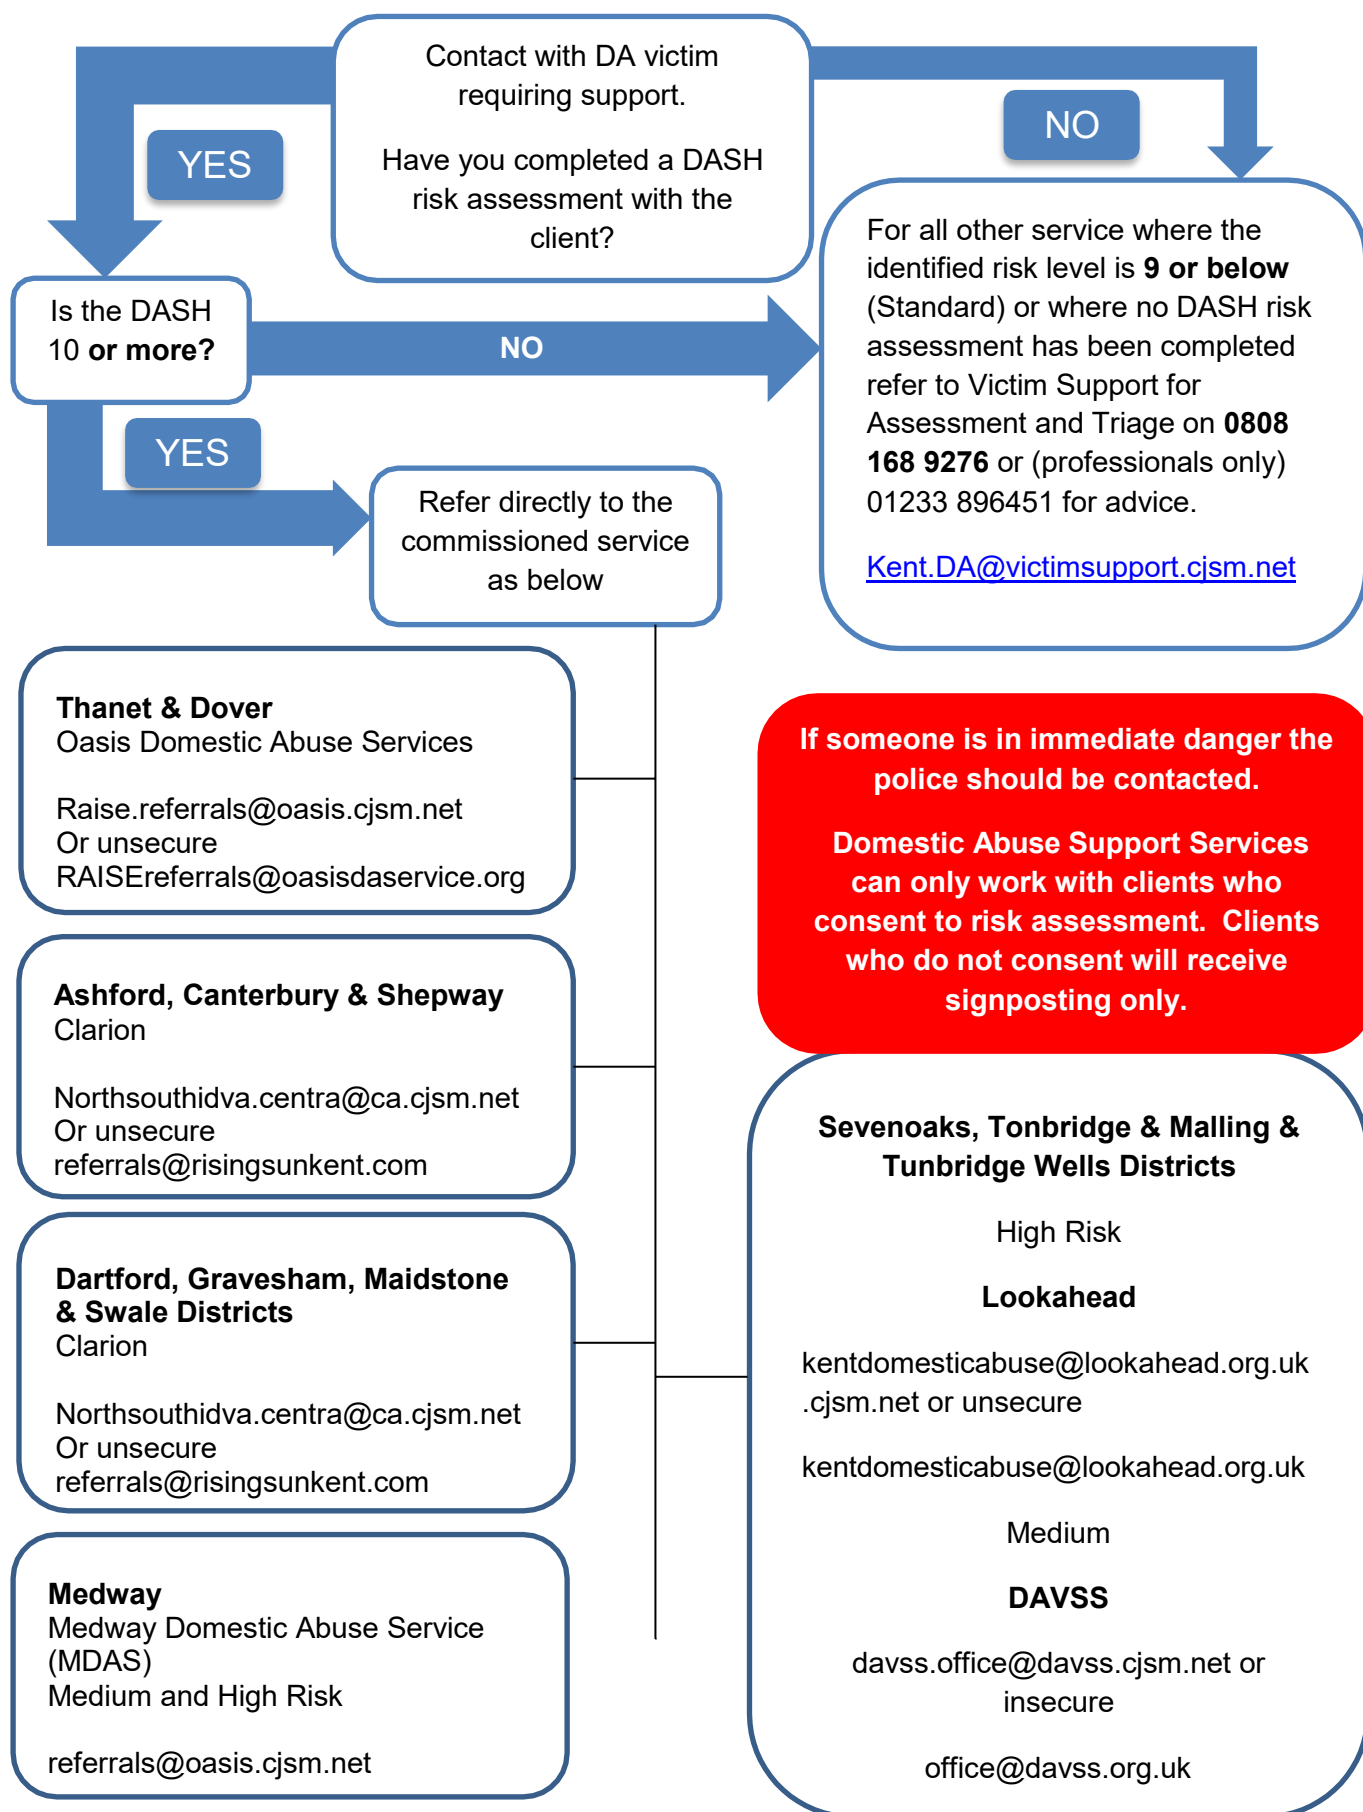 Contact with DA victim
requiring support.
Have you completed a DASH
risk assessment with the
client?
YES
NO
Is the DASH
10 or more?
NO
For all other service where the
identified risk level is 9 or below
(Standard) or where no DASH risk
assessment has been completed
refer to Victim Support for
Assessment and Triage on 0808
168 9276 or (professionals only)
01233 896451 for advice.
Kent.DA@victimsupport.cjsm.net
YES
Refer directly to the
commissioned service
as below
Thanet & Dover
Oasis Domestic Abuse Services
Raise.referrals@oasis.cjsm.net
Or unsecure
RAISEreferrals@oasisdaservice.org
If someone is in immediate danger the
police should be contacted.
Domestic Abuse Support Services
can only work with clients who
consent to risk assessment.  Clients
who do not consent will receive
signposting only.
Ashford, Canterbury & Shepway
Clarion
Northsouthidva.centra@ca.cjsm.net
Or unsecure
referrals@risingsunkent.com
Dartford, Gravesham, Maidstone
& Swale Districts
Clarion
Northsouthidva.centra@ca.cjsm.net
Or unsecure
referrals@risingsunkent.com
Medway
Medway Domestic Abuse Service
(MDAS)
Medium and High Risk
referrals@oasis.cjsm.net
Sevenoaks, Tonbridge & Malling &
Tunbridge Wells Districts
High Risk
Lookahead
kentdomesticabuse@lookahead.org.uk
.cjsm.net or unsecure
kentdomesticabuse@lookahead.org.uk
Medium
DAVSS
davss.office@davss.cjsm.net or
insecure
office@davss.org.uk